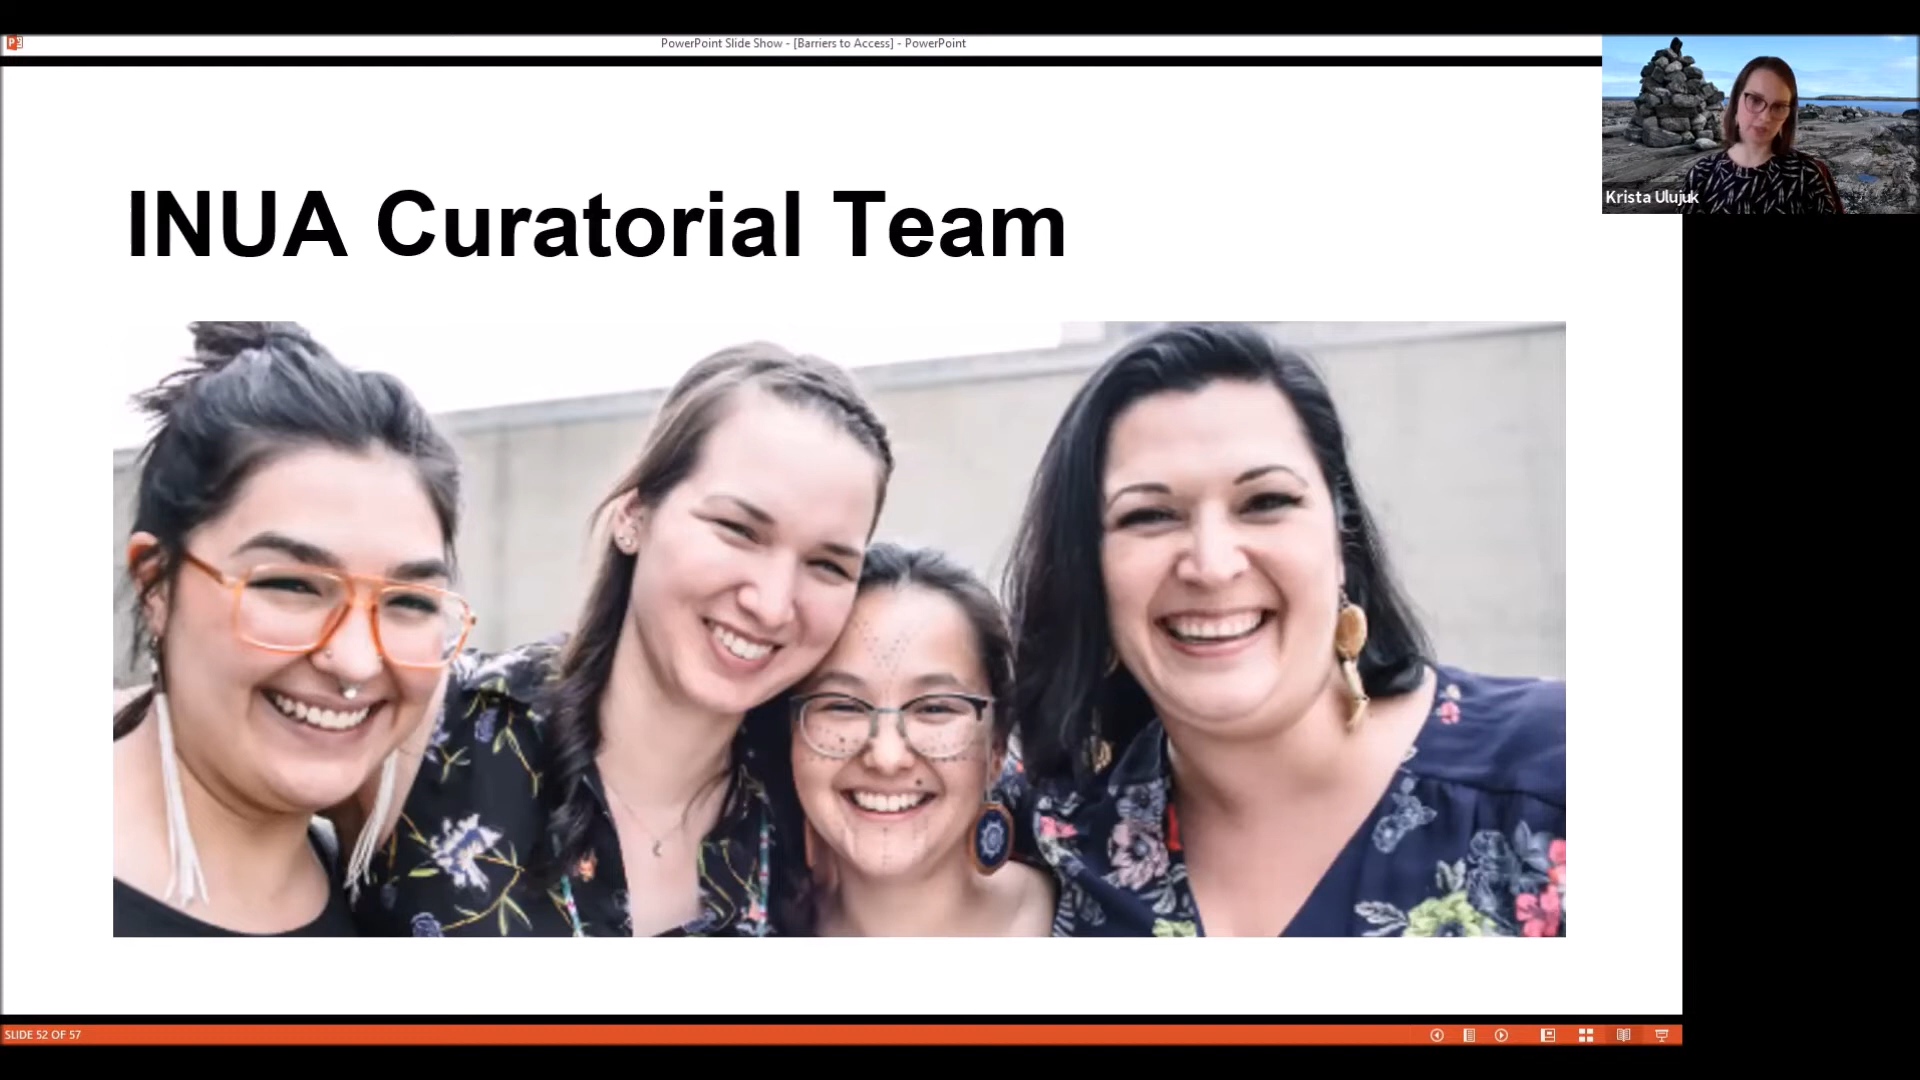 PowerPoint Slide Show - [Barriers to Access] - PowerPoint
Krista Ulujuk
INUA Curatorial Team
SLIDE 52 OF 57